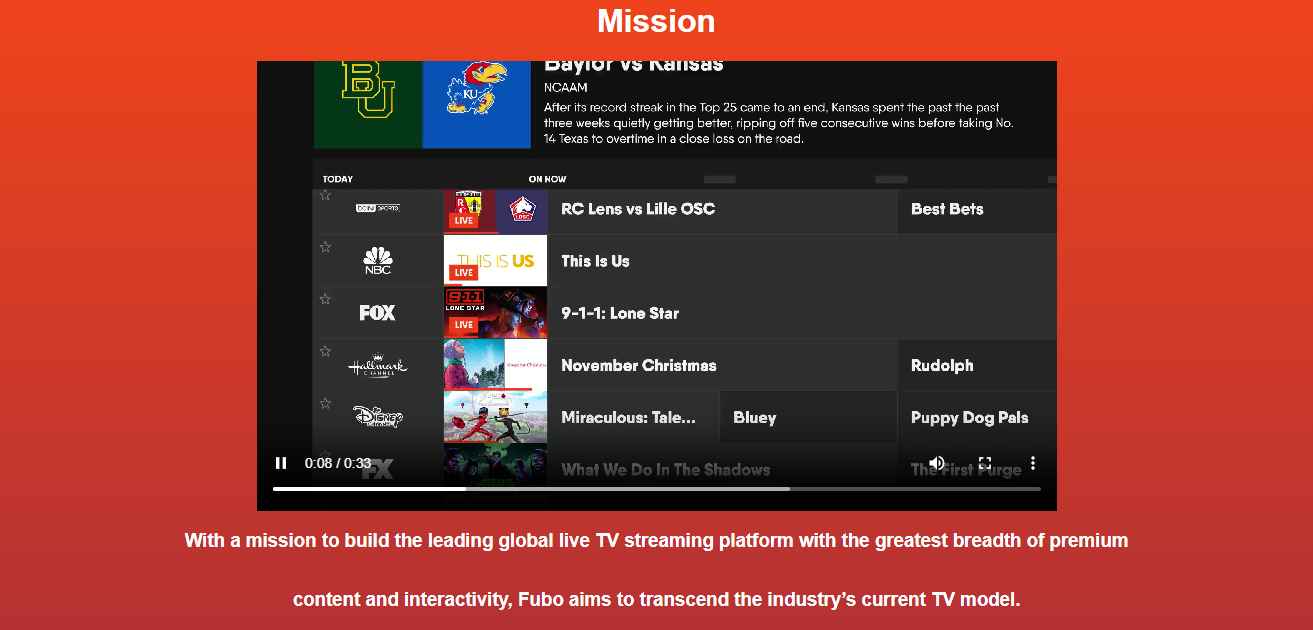 Mission
Baylor vs Kansas
BU
KU
NCAAM
After its record streak in the Top 25 came to an end, Kansas spent the past the past
three weeks quietly getting better, ripping off five consecutive wins before taking No.
14 Texas to overtime in a close loss on the road.
TODAY
ON NOW
beIN SPORTS
LIVE
LOSC
RC Lens vs Lille OSC
Best Bets
NBC
THIS IS US
LIVE
This Is Us
FOX
9-1-1
LONE STAR
LIVE
9-1-1: Lone Star
Hallmark
CHANNEL
November Christmas
Rudolph
Disney
Miraculous: Tale...
Bluey
Puppy Dog Pals
FX
What We Do In The Shadows
The First Purge
0:08 / 0:33
With a mission to build the leading global live TV streaming platform with the greatest breadth of premium
content and interactivity, Fubo aims to transcend the industry’s current TV model.